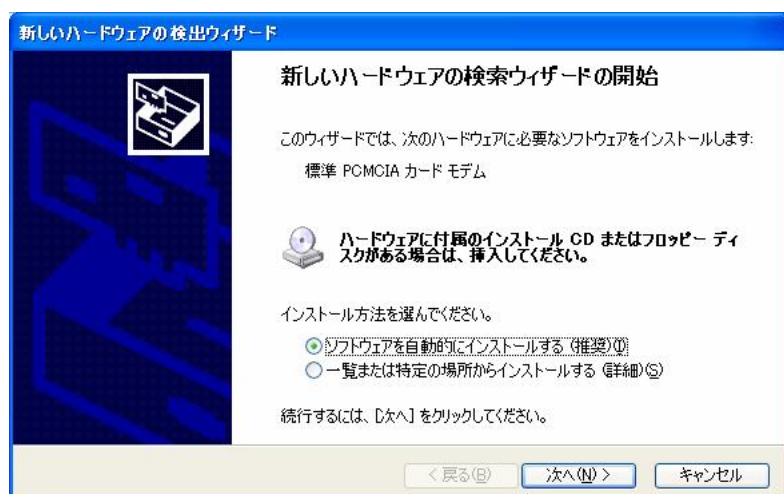 新しいハードウェアの検出ウィザード
新しいハードウェアの検索ウィザードの開始
このウィザードでは、次のハードウェアに必要なソフトウェアをインストールします:
標準 PCMCIA カード モデム
ハードウェアに付属のインストール CD またはフロッピー ディ
スクがある場合は、挿入してください。
インストール方法を選んでください。
ソフトウェアを自動的にインストールする (推奨)(I)
一覧または特定の場所からインストールする (詳細)(S)
続行するには、[次へ] をクリックしてください。
< 戻る(B) 次へ(N) > キャンセル